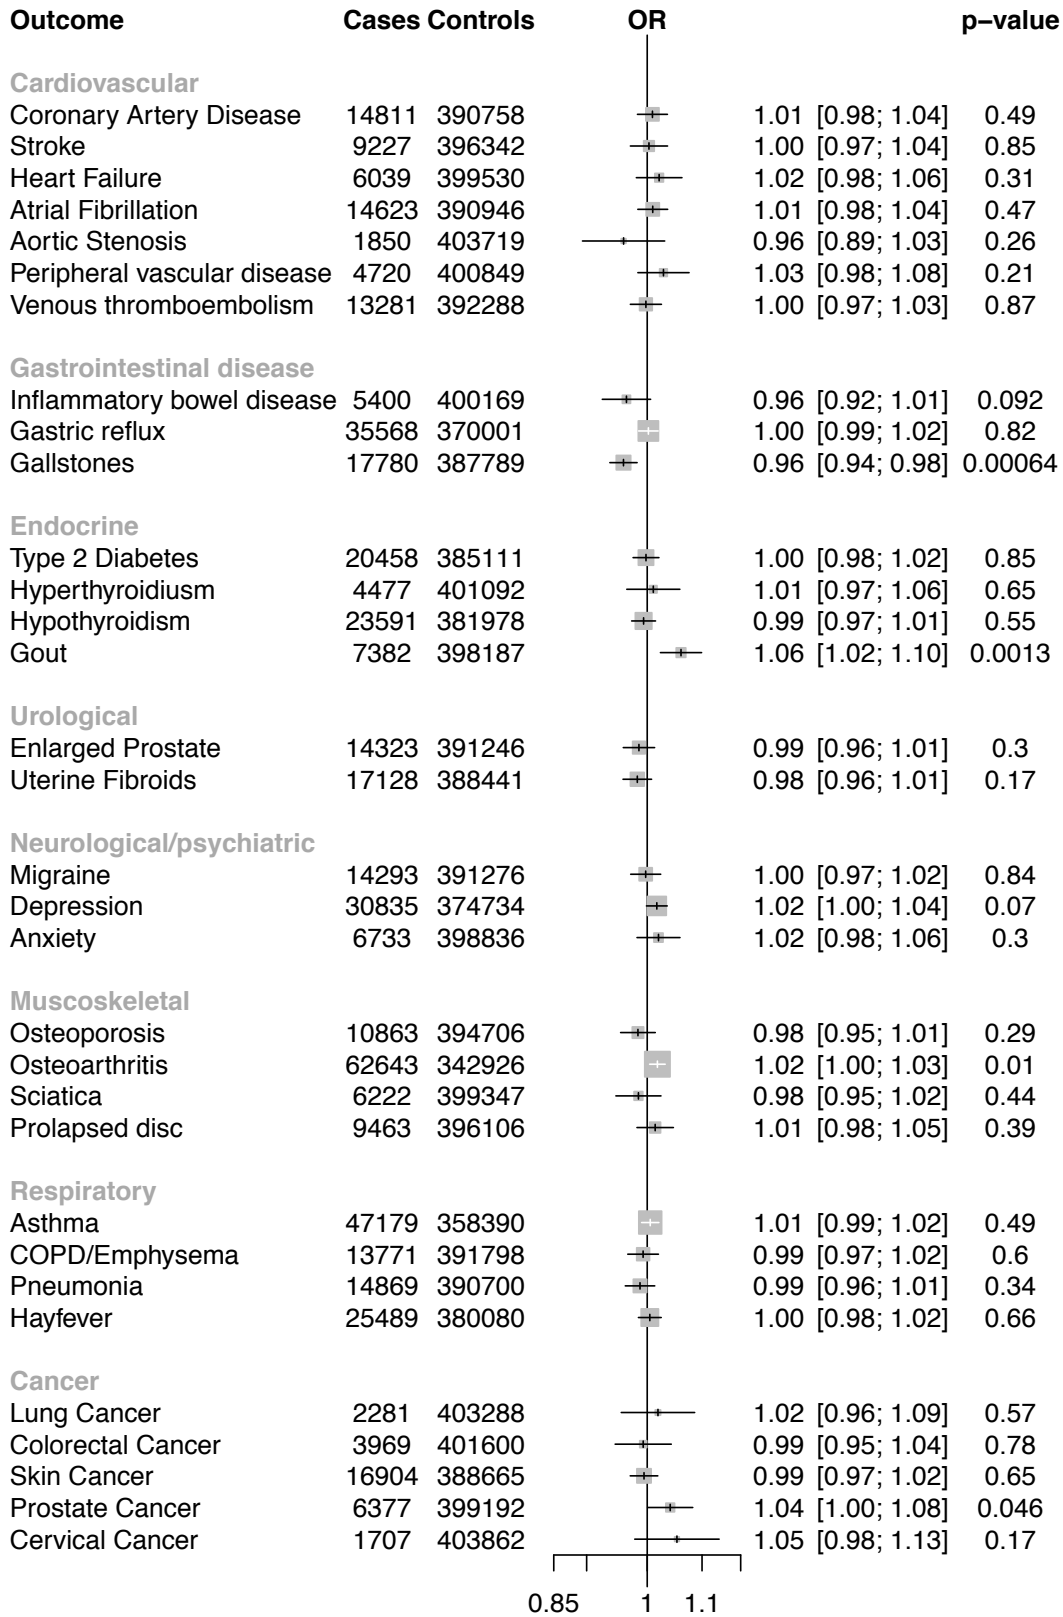 Outcome Cases Controls OR p−value
Cardiovascular
Coronary Artery Disease 14811 390758 1.01 [0.98; 1.04] 0.49
Stroke 9227 396342 1.00 [0.97; 1.04] 0.85
Heart Failure 6039 399530 1.02 [0.98; 1.06] 0.31
Atrial Fibrillation 14623 390946 1.01 [0.98; 1.04] 0.47
Aortic Stenosis 1850 403719 0.96 [0.89; 1.03] 0.26
Peripheral vascular disease 4720 400849 1.03 [0.98; 1.08] 0.21
Venous thromboembolism 13281 392288 1.00 [0.97; 1.03] 0.87
Gastrointestinal disease
Inflammatory bowel disease 5400 400169 0.96 [0.92; 1.01] 0.092
Gastric reflux 35568 370001 1.00 [0.99; 1.02] 0.82
Gallstones 17780 387789 0.96 [0.94; 0.98] 0.00064
Endocrine
Type 2 Diabetes 20458 385111 1.00 [0.98; 1.02] 0.85
Hyperthyroidiusm 4477 401092 1.01 [0.97; 1.06] 0.65
Hypothyroidism 23591 381978 0.99 [0.97; 1.01] 0.55
Gout 7382 398187 1.06 [1.02; 1.10] 0.0013
Urological
Enlarged Prostate 14323 391246 0.99 [0.96; 1.01] 0.3
Uterine Fibroids 17128 388441 0.98 [0.96; 1.01] 0.17
Neurological/psychiatric
Migraine 14293 391276 1.00 [0.97; 1.02] 0.84
Depression 30835 374734 1.02 [1.00; 1.04] 0.07
Anxiety 6733 398836 1.02 [0.98; 1.06] 0.3
Muscoskeletal
Osteoporosis 10863 394706 0.98 [0.95; 1.01] 0.29
Osteoarthritis 62643 342926 1.02 [1.00; 1.03] 0.01
Sciatica 6222 399347 0.98 [0.95; 1.02] 0.44
Prolapsed disc 9463 396106 1.01 [0.98; 1.05] 0.39
Respiratory
Asthma 47179 358390 1.01 [0.99; 1.02] 0.49
COPD/Emphysema 13771 391798 0.99 [0.97; 1.02] 0.6
Pneumonia 14869 390700 0.99 [0.96; 1.01] 0.34
Hayfever 25489 380080 1.00 [0.98; 1.02] 0.66
Cancer
Lung Cancer 2281 403288 1.02 [0.96; 1.09] 0.57
Colorectal Cancer 3969 401600 0.99 [0.95; 1.04] 0.78
Skin Cancer 16904 388665 0.99 [0.97; 1.02] 0.65
Prostate Cancer 6377 399192 1.04 [1.00; 1.08] 0.046
Cervical Cancer 1707 403862 1.05 [0.98; 1.13] 0.17
0.85 1 1.1